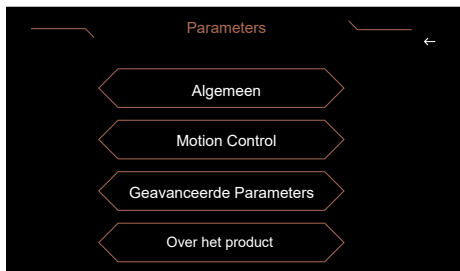 Parameters
Algemeen
Motion Control
Geavanceerde Parameters
Over het product